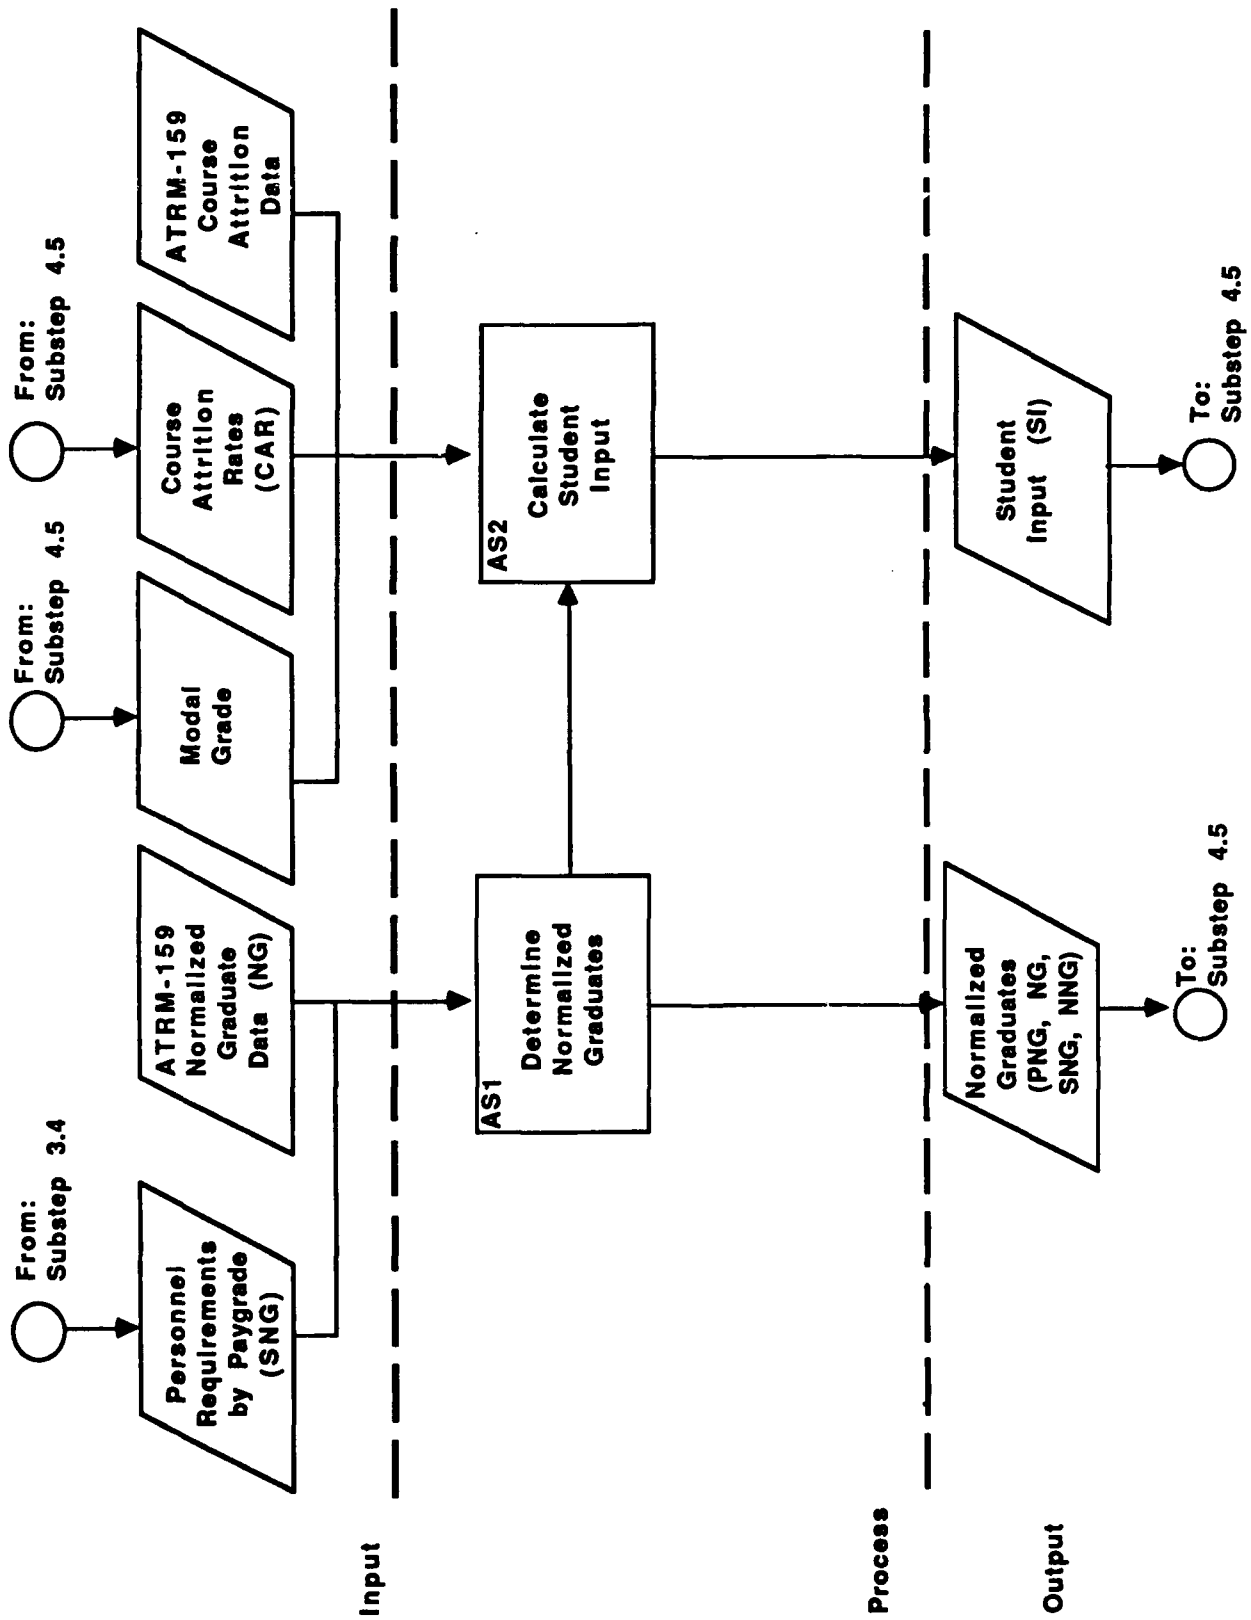 From:
Substep 3.4
From:
Substep 4.5
From:
Substep 4.5
Personnel
Requirements
by Paygrade
(SNG)
ATRM-159
Normalized
Graduate
Data (NG)
Modal
Grade
Course
Attrition
Rates
(CAR)
ATRM-159
Course
Attrition
Data
Input
AS1
Determine
Normalized
Graduates
AS2
Calculate
Student
Input
Process
Normalized
Graduates
(PNG, NG,
SNG, NNG)
Student
Input (SI)
Output
To:
Substep 4.5
To:
Substep 4.5